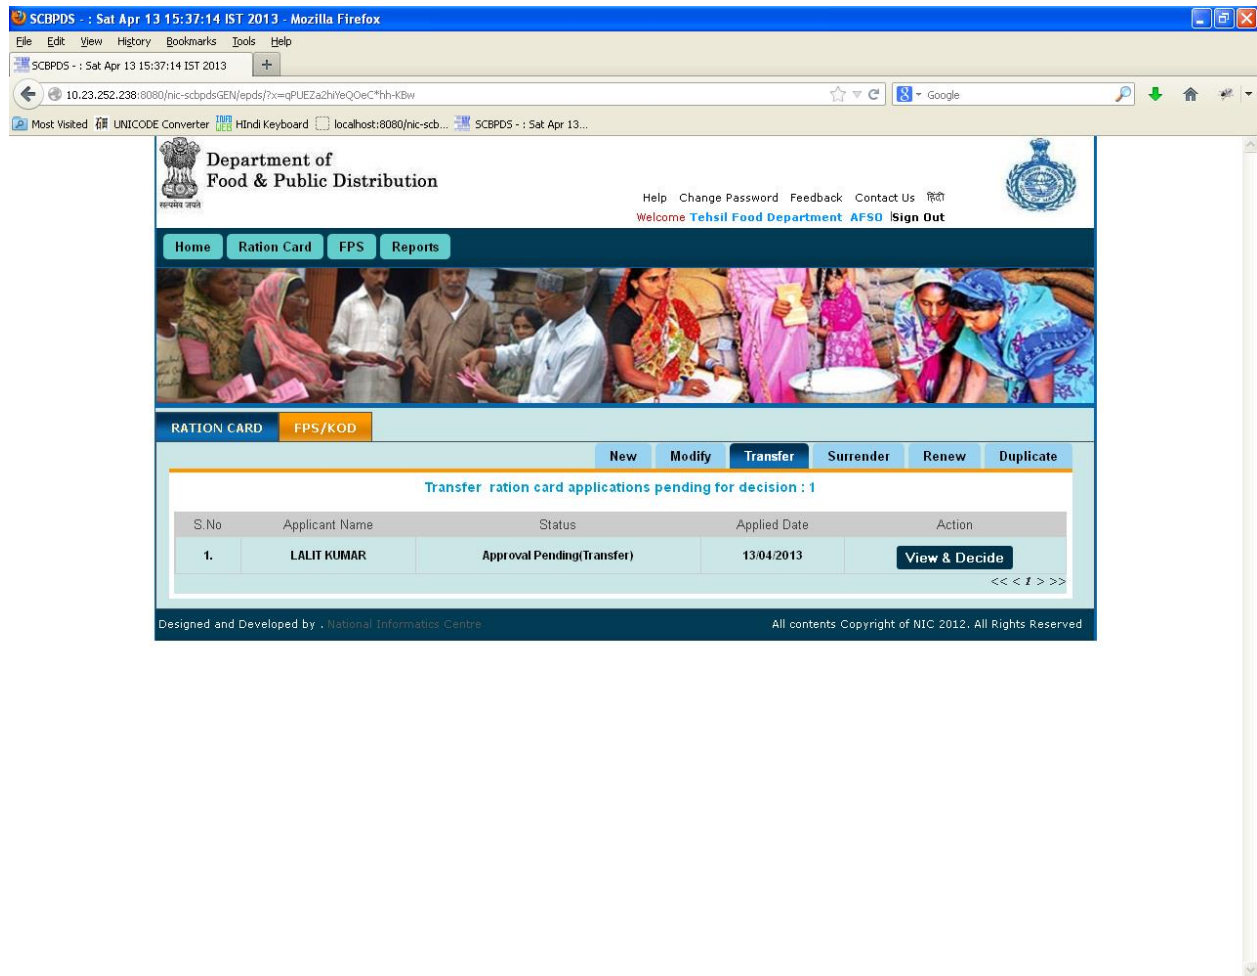 SCBPDS - : Sat Apr 13 15:37:14 IST 2013 - Mozilla Firefox
File Edit View History Bookmarks Tools Help
SCBPDS - : Sat Apr 13 15:37:14 IST 2013 +
10.23.252.238:8080/nic-scbpdsGEN/epds/?x=qPUEZa2hiYeQOeC*hh-KBw Google
Most Visited UNICODE Converter HIndi Keyboard localhost:8080/nic-scb... SCBPDS - : Sat Apr 13...
Department of
Food & Public Distribution
सत्यमेव जयते
Help Change Password Feedback Contact Us हिंदी
Welcome Tehsil Food Department AFSO |Sign Out
Home Ration Card FPS Reports
RATION CARD FPS/KOD
New Modify Transfer Surrender Renew Duplicate
Transfer ration card applications pending for decision : 1
S.No Applicant Name Status Applied Date Action
1. LALIT KUMAR Approval Pending(Transfer) 13/04/2013 View & Decide
<< < 1 > >>
Designed and Developed by . National Informatics Centre All contents Copyright of NIC 2012. All Rights Reserved